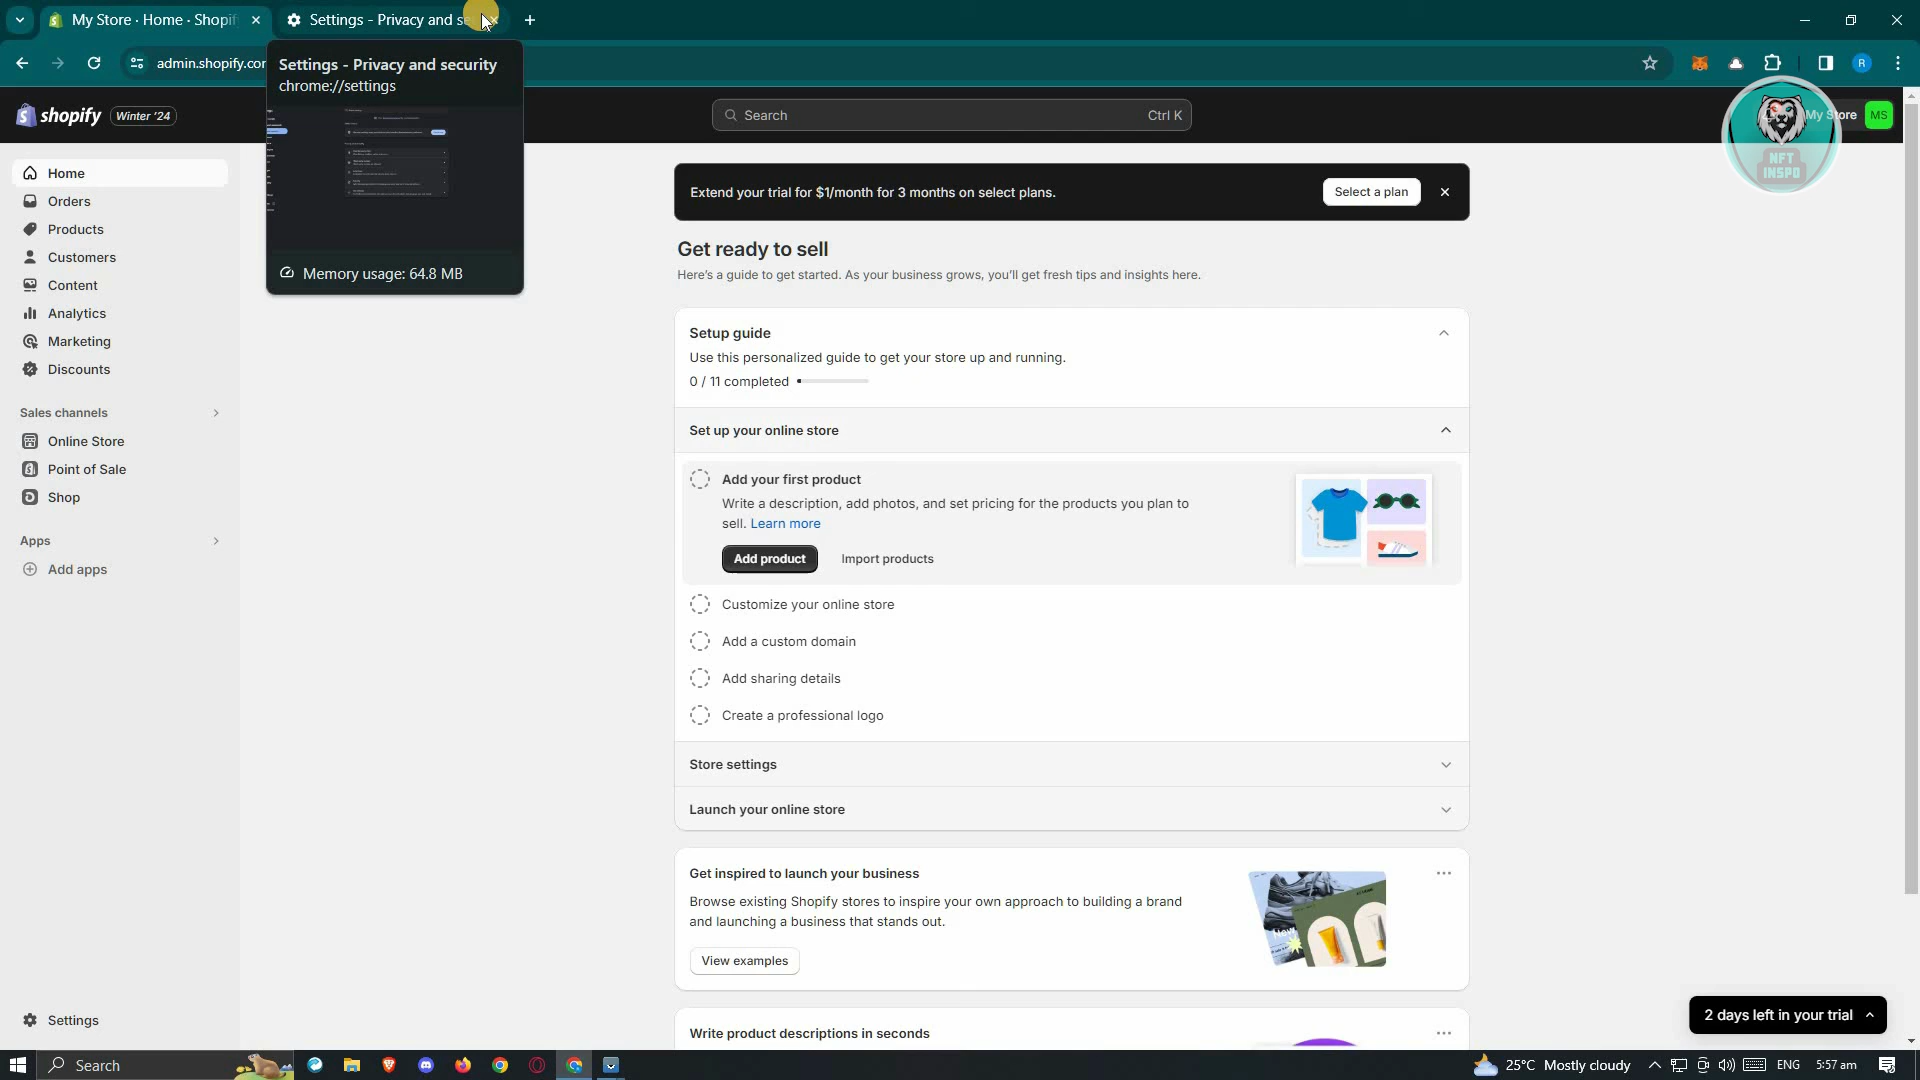 My Store · Home · Shopif
Settings - Privacy and se
admin.shopify.cor
Settings - Privacy and security
chrome://settings
Memory usage: 64.8 MB
R
shopify
Winter '24
Search
Ctrl K
My Store
MS
NFT
INSPO
Home
Orders
Products
Customers
Content
Analytics
Marketing
Discounts
Sales channels
Online Store
Point of Sale
Shop
Apps
Add apps
Settings
Extend your trial for $1/month for 3 months on select plans.
Select a plan
Get ready to sell
Here's a guide to get started. As your business grows, you'll get fresh tips and insights here.
Setup guide
Use this personalized guide to get your store up and running.
0 / 11 completed
Set up your online store
Add your first product
Write a description, add photos, and set pricing for the products you plan to
sell. Learn more
Add product
Import products
Customize your online store
Add a custom domain
Add sharing details
Create a professional logo
Store settings
Launch your online store
Get inspired to launch your business
Browse existing Shopify stores to inspire your own approach to building a brand
and launching a business that stands out.
View examples
New
Write product descriptions in seconds
2 days left in your trial
Search
25°C Mostly cloudy
ENG
5:57 am